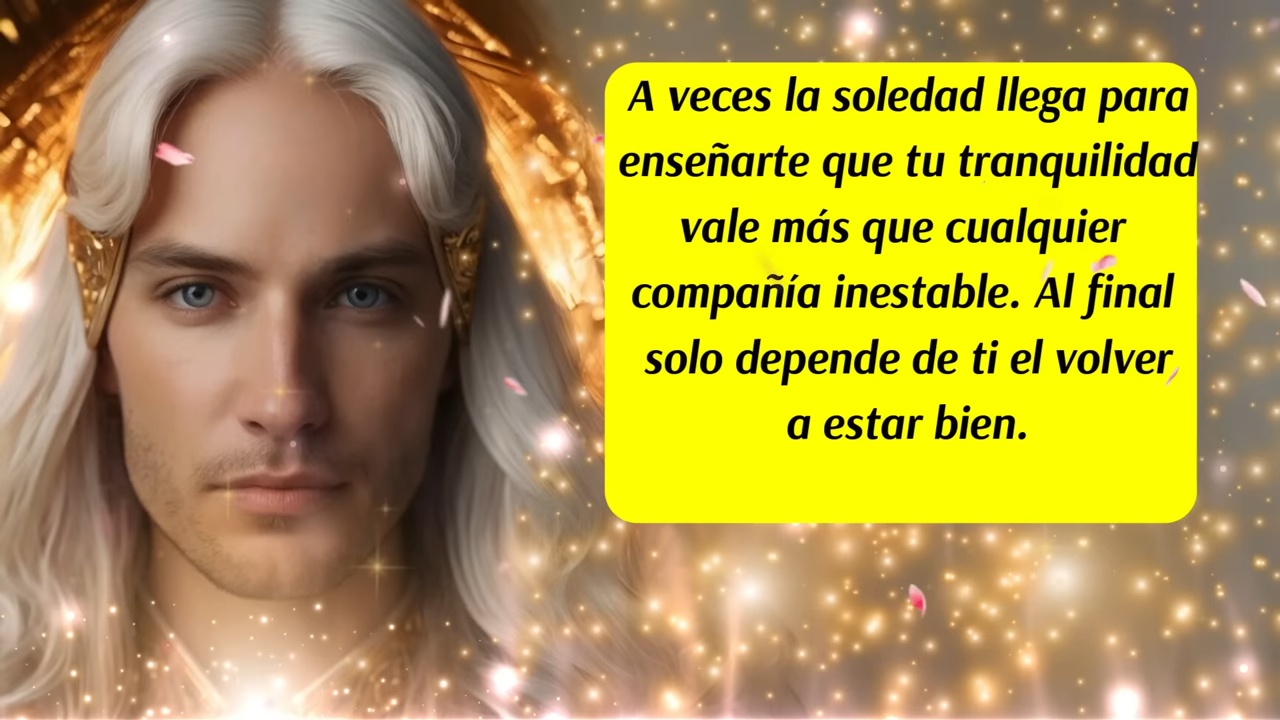 A veces la soledad llega para
enseñarte que tu tranquilidad
vale más que cualquier
compañía inestable. Al final
solo depende de ti el volver
a estar bien.